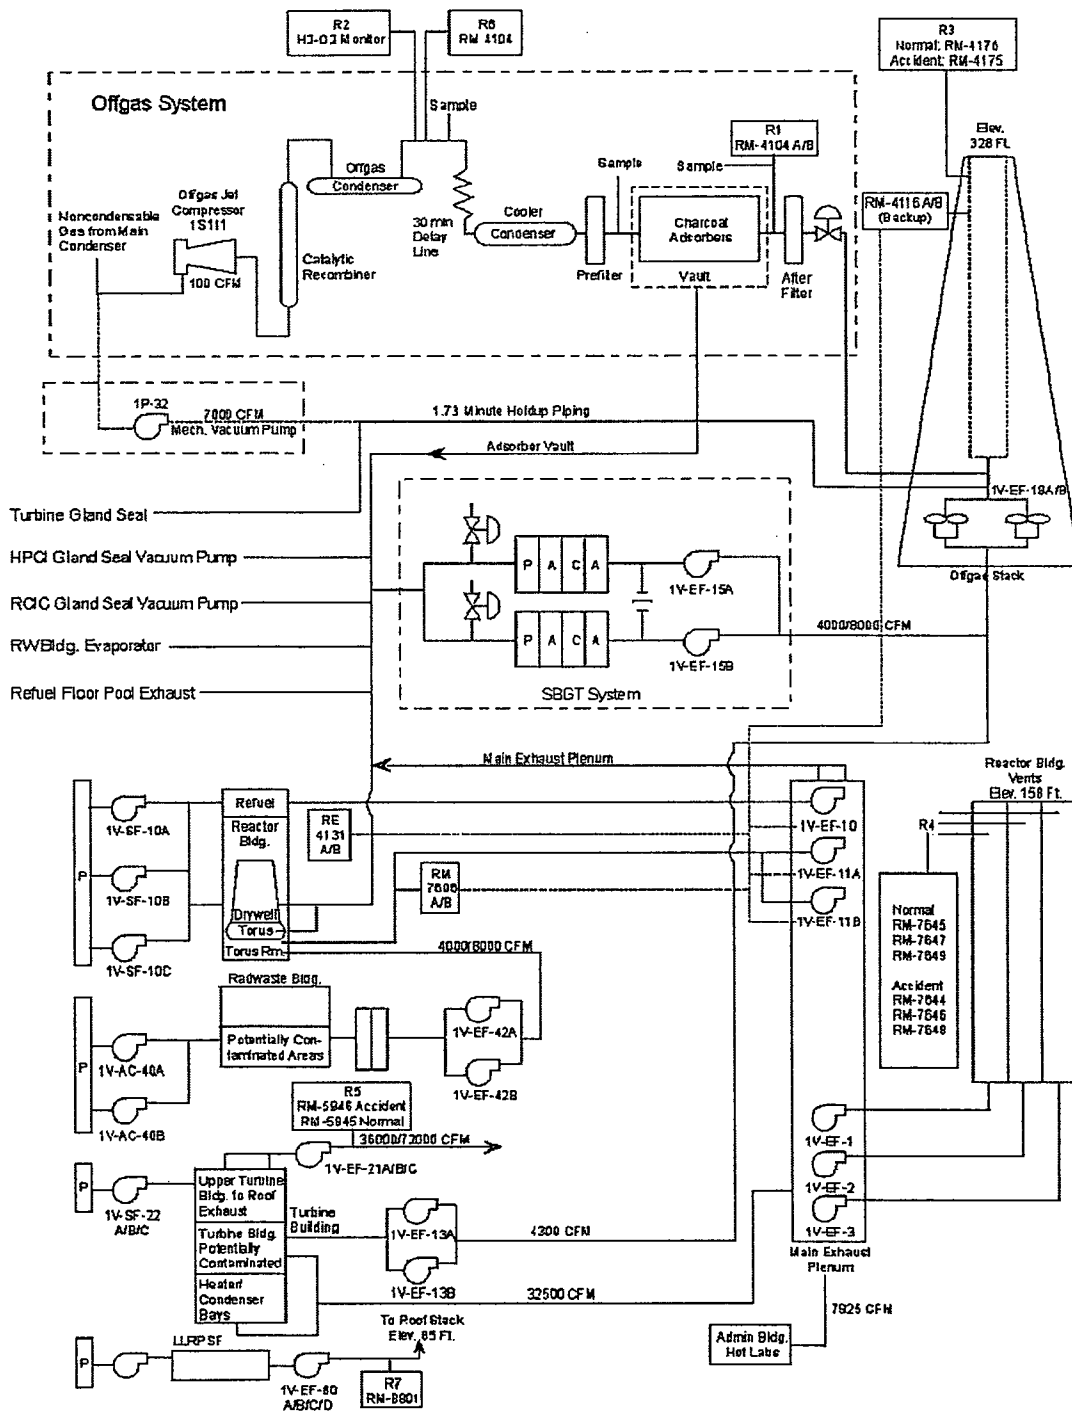 R2
H2-O2 Monitor
R6
RM 4104
R3
Normal: RM-4176
Accident: RM-4175
Offgas System
Sample
Elev.
328 Ft.
R1
RM-4104 A/B
Sample
Sample
RM-4116 A/B
(Backup)
Offgas
Condenser
Offgas Jet
Compressor
1S111
Noncondensable
Gas from Main
Condenser
100 CFM
Catalytic
Recombiner
30 min
Delay
Line
Cooler
Condenser
Prefilter
Charcoal
Adsorbers
Vault
After
Filter
1P-32
7000 CFM
Mech. Vacuum Pump
1.73 Minute Holdup Piping
Adsorber Vault
1V-EF-18A/B
Offgas Stack
Turbine Gland Seal
HPCI Gland Seal Vacuum Pump
RCIC Gland Seal Vacuum Pump
RW Bldg. Evaporator
Refuel Floor Pool Exhaust
P A C A
1V-EF-15A
P A C A
1V-EF-15B
4000/8000 CFM
SBGT System
Main Exhaust Plenum
Reactor Bldg.
Vents
Elev. 158 Ft.
P
1V-SF-10A
1V-SF-10B
1V-SF-10C
Refuel
Reactor
Bldg.
Drywell
Torus
Torus Rm
RE
4131
A/B
RM
7606
A/B
1V-EF-10
1V-EF-11A
1V-EF-11B
R4
Normal
RM-7645
RM-7647
RM-7649
Accident
RM-7644
RM-7646
RM-7648
4000/8000 CFM
Radwaste Bldg.
Potentially Con-
taminated Areas
P
1V-AC-40A
1V-AC-40B
1V-EF-42A
1V-EF-42B
R5
RM-5946 Accident
RM-5945 Normal
36000/72000 CFM
1V-EF-21A/B/C
P
1V-SF-22
A/B/C
Upper Turbine
Bldg. to Roof
Exhaust
Turbine Bldg.
Potentially
Contaminated
Heater/
Condenser
Bays
Turbine
Building
1V-EF-13A
1V-EF-13B
4300 CFM
32500 CFM
1V-EF-1
1V-EF-2
1V-EF-3
Main Exhaust
Plenum
7925 CFM
Admin Bldg.
Hot Labs
To Roof Stack
Elev. 85 Ft.
P
LLRPSF
1V-EF-80
A/B/C/D
R7
RM-8801